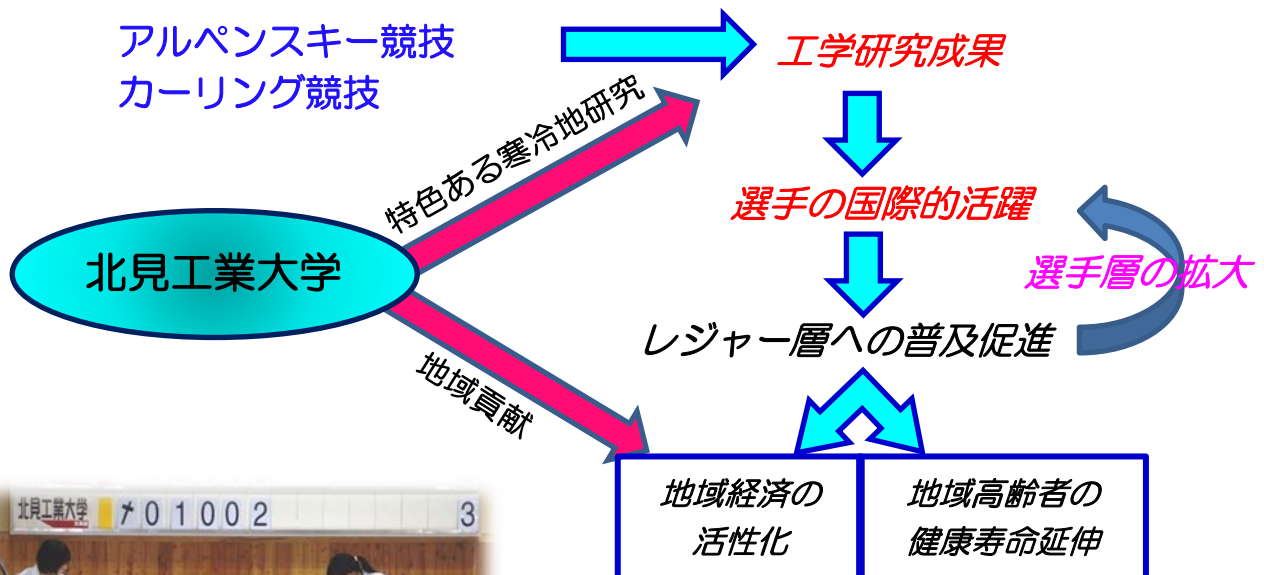 アルペンスキー競技
カーリング競技
工学研究成果
特色ある寒冷地研究
選手の国際的活躍
北見工業大学
選手層の拡大
レジャー層への普及促進
地域貢献
地域経済の
活性化
地域高齢者の
健康寿命延伸
北見工業大学 01002 3